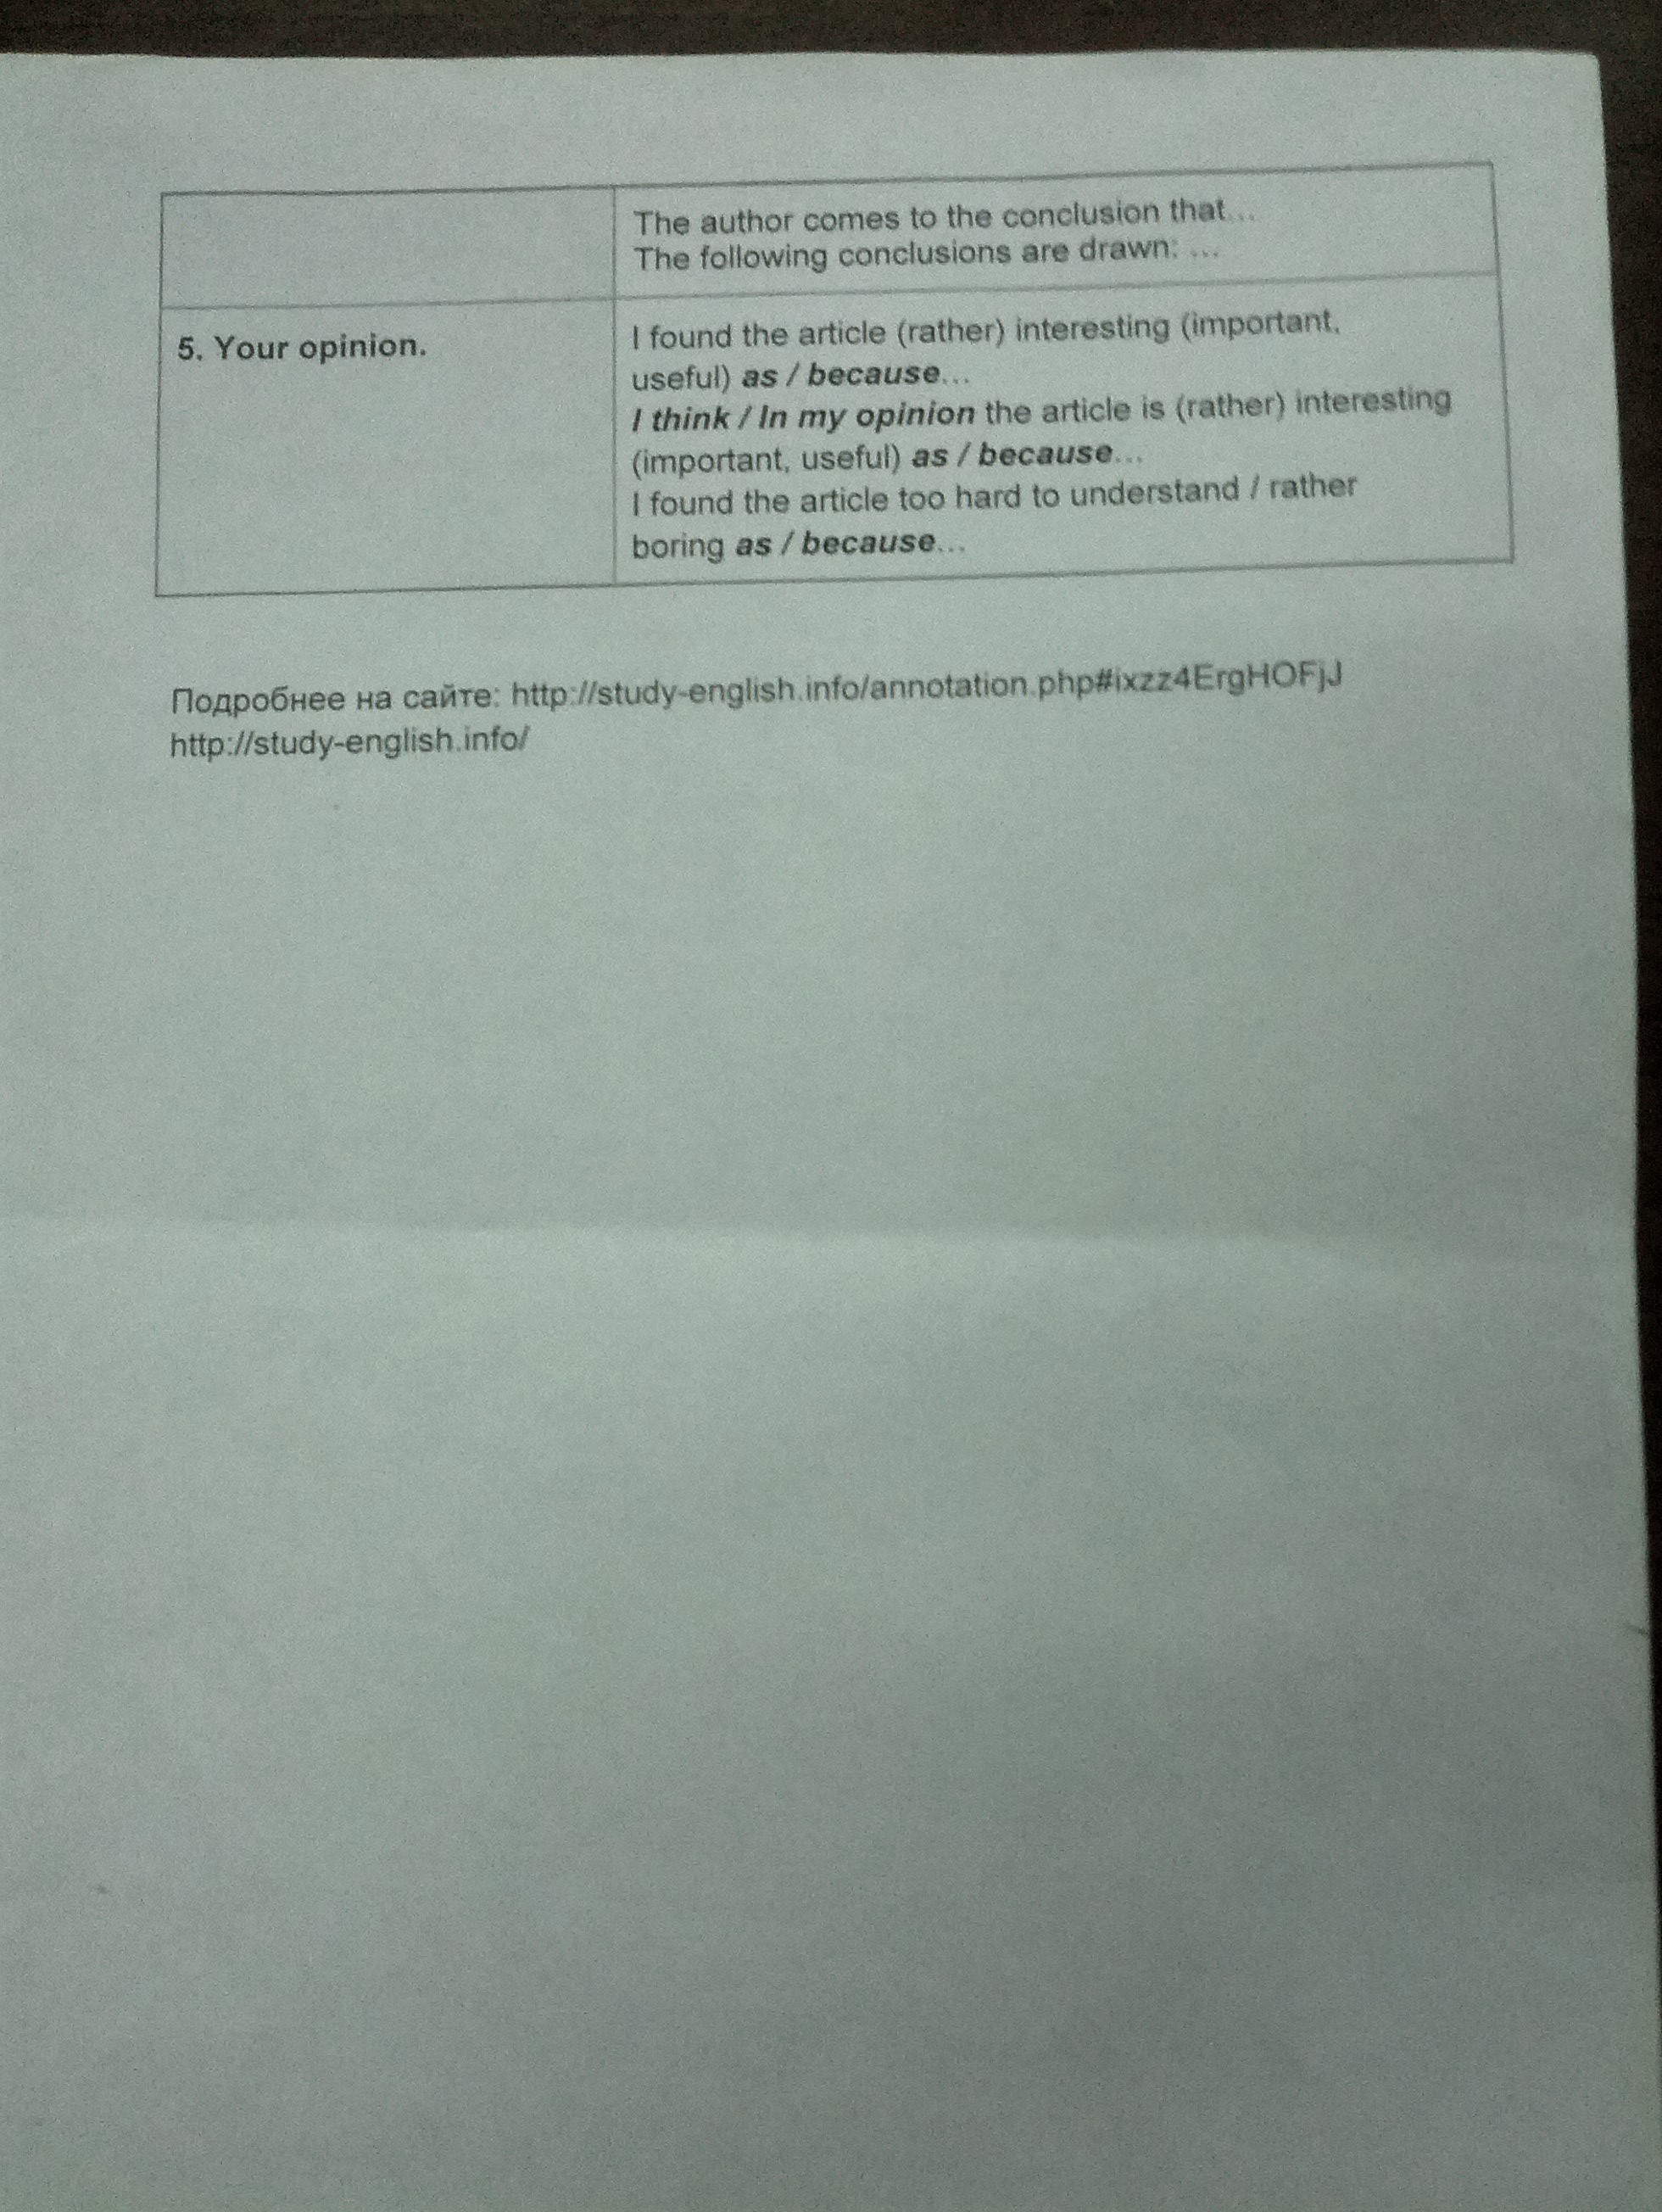 The author comes to the conclusion that…
The following conclusions are drawn: …
5. Your opinion.
I found the article (rather) interesting (important,
useful) as / because…
I think / In my opinion the article is (rather) interesting
(important, useful) as / because…
I found the article too hard to understand / rather
boring as / because…
Подробнее на сайте: http://study-english.info/annotation.php#ixzz4ErgHOFjJ
http://study-english.info/